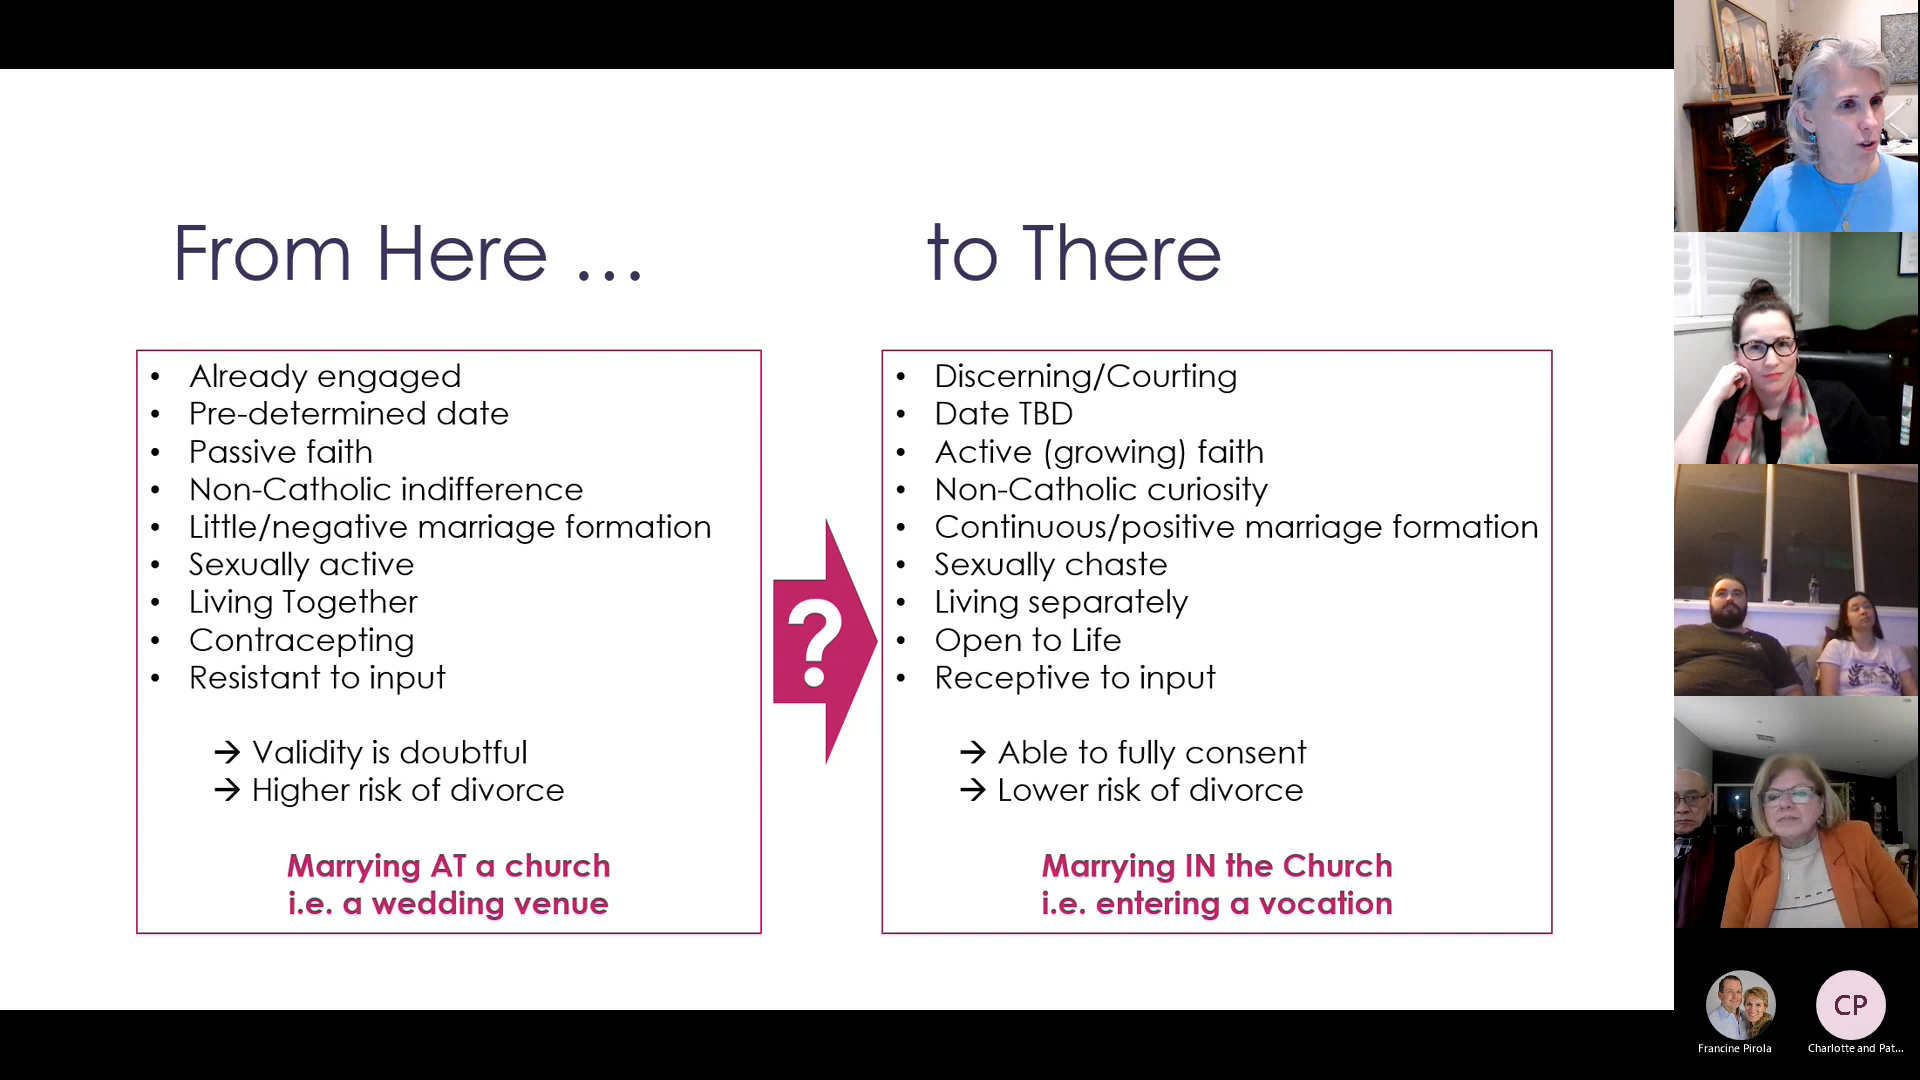 From Here ...
to There
• Already engaged
• Pre-determined date
• Passive faith
• Non-Catholic indifference
• Little/negative marriage formation
• Sexually active
• Living Together
• Contracepting
• Resistant to input
→ Validity is doubtful
→ Higher risk of divorce
Marrying AT a church
i.e. a wedding venue
?
• Discerning/Courting
• Date TBD
• Active (growing) faith
• Non-Catholic curiosity
• Continuous/positive marriage formation
• Sexually chaste
• Living separately
• Open to Life
• Receptive to input
→ Able to fully consent
→ Lower risk of divorce
Marrying IN the Church
i.e. entering a vocation
CP
Francine Pirola
Charlotte and Pat...